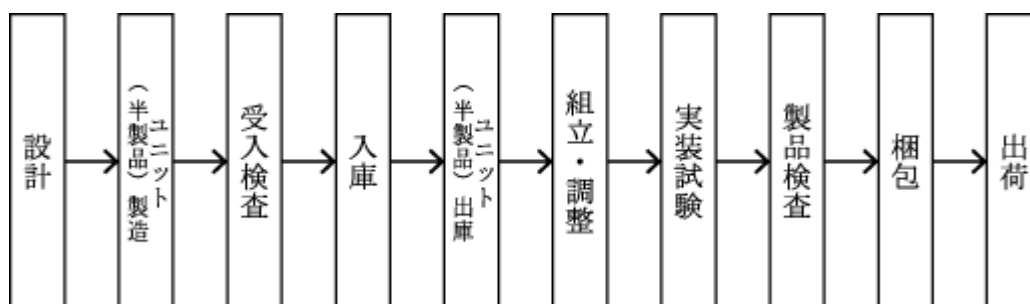 設計
ユニット
（半製品）製造
受入検査
入庫
ユニット
（半製品）出庫
組立・調整
実装試験
製品検査
梱包
出荷